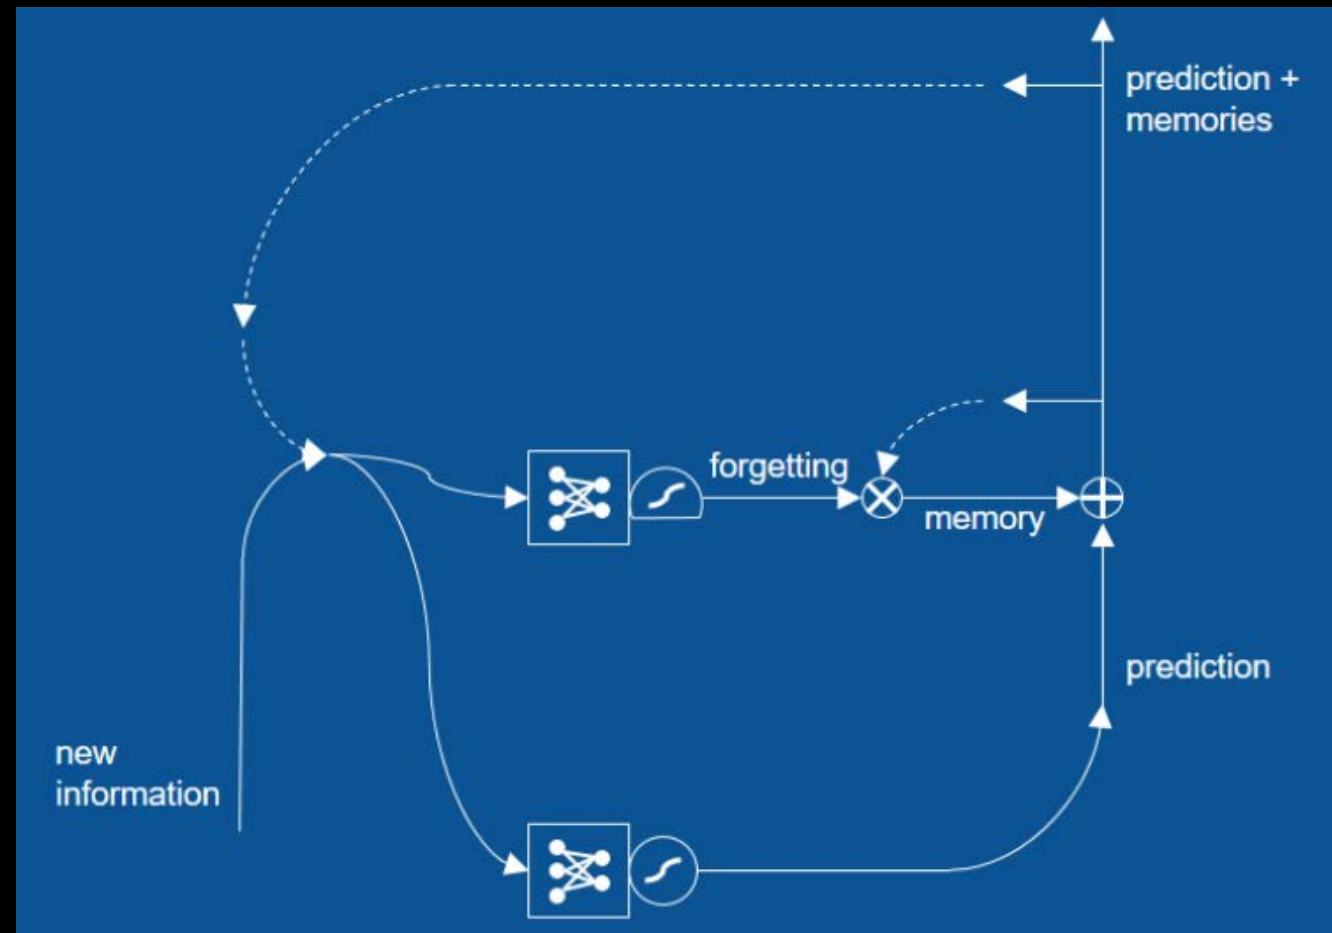 prediction +
memories
forgetting
memory
prediction
new
information